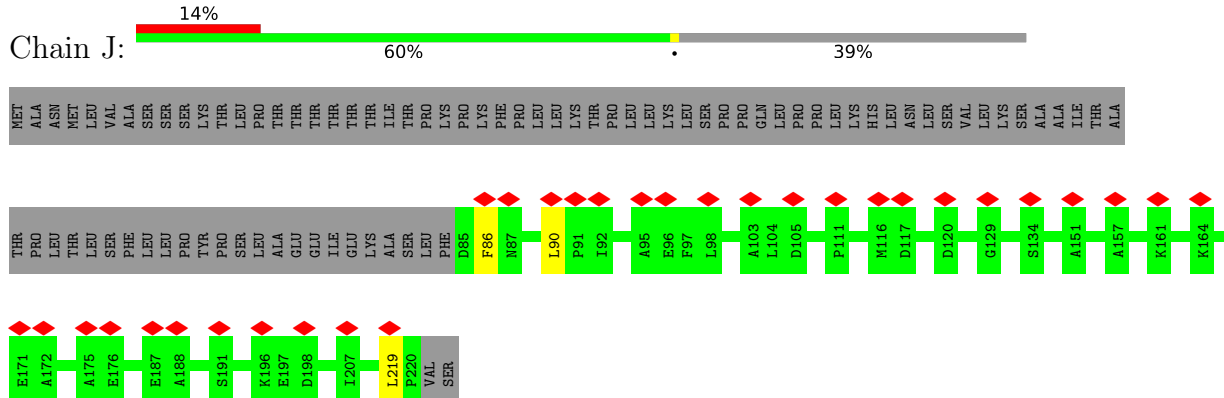 14%
Chain J:
60% • 39%
MET ALA ASN MET LEU VAL ALA SER SER SER LYS THR LEU PRO THR THR THR THR THR THR ILE THR PRO LYS PRO LYS PHE PRO LEU LEU LYS THR PRO LEU LEU LYS LEU SER PRO PRO GLN LEU PRO PRO LEU LYS HIS LEU ASN LEU SER VAL LEU LYS SER ALA ALA ILE THR ALA
THR PRO LEU THR LEU SER PHE LEU LEU PRO TYR PRO SER LEU ALA GLU GLU ILE GLU LYS ALA SER LEU PHE D85 F86 N87 L90 P91 I92 A95 E96 F97 L98 A103 L104 D105 P111 M116 D117 D120 G129 S134 A151 A157 K161 K164
E171 A172 A175 E176 E187 A188 S191 K196 E197 D198 I207 L219 P220 VAL SER